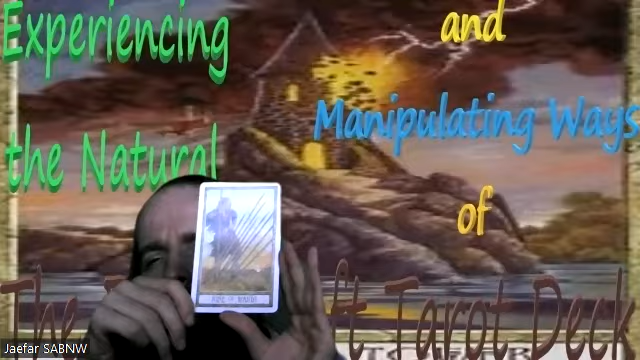 Experiencing
the Natural
and
Manipulating Ways
of
The
ft Tarot Deck
Jaefar SABNW